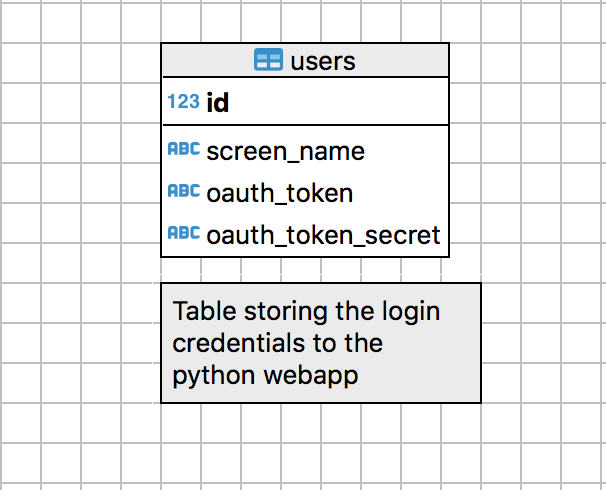 users
123 id
ABC screen_name
ABC oauth_token
ABC oauth_token_secret
Table storing the login
credentials to the
python webapp